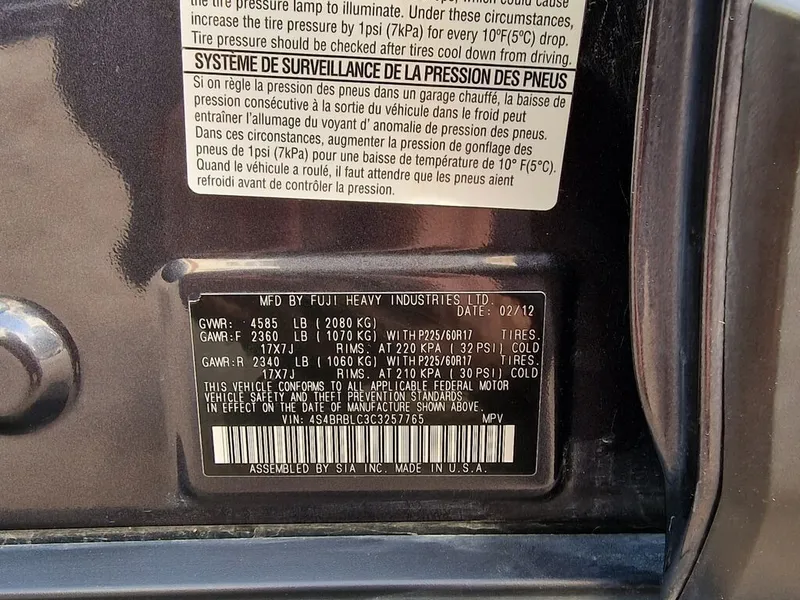 which could cause
the tire pressure lamp to illuminate. Under these circumstances,
increase the tire pressure by 1psi (7kPa) for every 10°F(5°C) drop.
Tire pressure should be checked after tires cool down from driving.
SYSTÈME DE SURVEILLANCE DE LA PRESSION DES PNEUS
Si on règle la pression des pneus dans un garage chauffé, la baisse de
pression consécutive à la sortie du véhicule dans le froid peut
entraîner l'allumage du voyant d' anomalie de pression des pneus.
Dans ces circonstances, augmenter la pression de gonflage des
pneus de 1psi (7kPa) pour une baisse de température de 10° F(5°C).
Quand le véhicule a roulé, il faut attendre que les pneus aient
refroidi avant de contrôler la pression.
MFD BY FUJI HEAVY INDUSTRIES LTD.
DATE: 02/12
GVWR: 4585 LB ( 2080 KG)
GAWR:F 2360 LB ( 1070 KG) WITH P225/60R17 TIRES.
17X7J RIMS. AT 220 KPA ( 32 PSI) COLD
GAWR:R 2340 LB ( 1060 KG) WITH P225/60R17 TIRES.
17X7J RIMS. AT 210 KPA ( 30 PSI) COLD
THIS VEHICLE CONFORMS TO ALL APPLICABLE FEDERAL MOTOR
VEHICLE SAFETY AND THEFT PREVENTION STANDARDS
IN EFFECT ON THE DATE OF MANUFACTURE SHOWN ABOVE.
VIN: 4S4BRBLC3C3257765 MPV
ASSEMBLED BY SIA INC. MADE IN U.S.A.